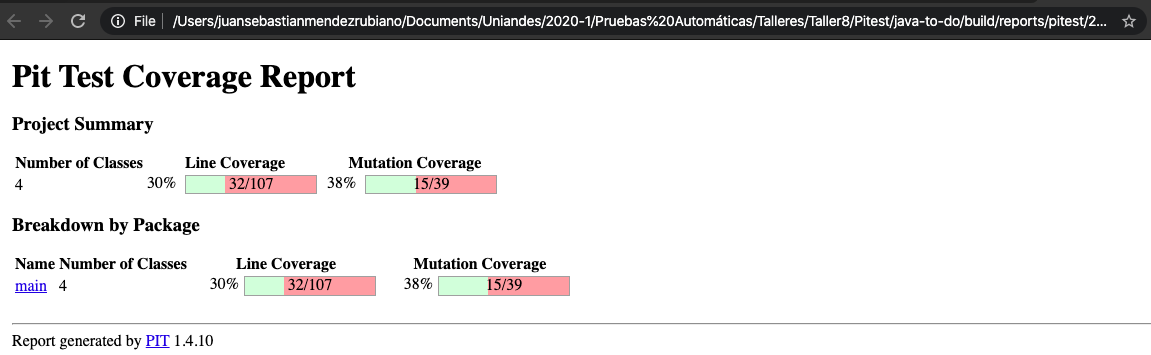 File /Users/juansebastianmendezrubiano/Documents/Uniandes/2020-1/Pruebas%20Automáticas/Talleres/Taller8/Pitest/java-to-do/build/reports/pitest/2...
Pit Test Coverage Report
Project Summary
Number of Classes Line Coverage Mutation Coverage
4 30% 32/107 38% 15/39
Breakdown by Package
Name Number of Classes Line Coverage Mutation Coverage
main 4 30% 32/107 38% 15/39
Report generated by PIT 1.4.10